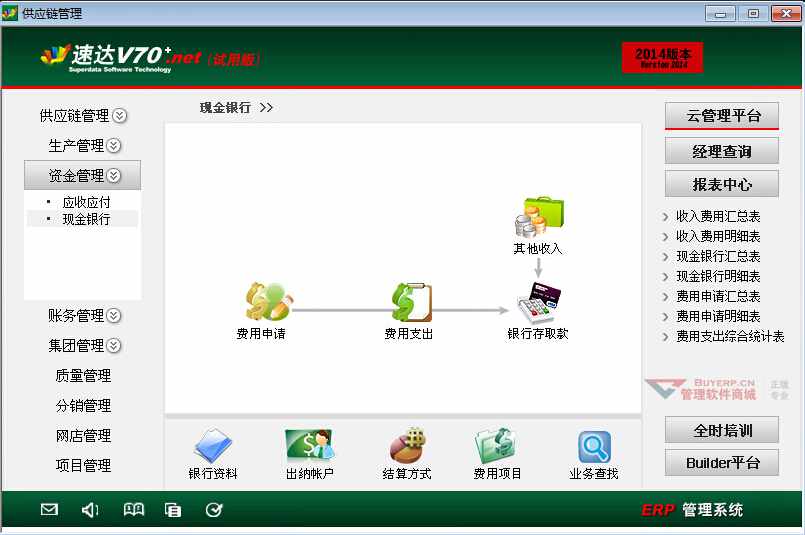 供应链管理
速达V70+.net (试用版)
Superdata Software Technology
2014版本
Version 2014
供应链管理
生产管理
资金管理
应收应付
现金银行
账务管理
集团管理
质量管理
分销管理
网店管理
项目管理
现金银行 >>
其他收入
费用申请
费用支出
银行存取款
银行资料
出纳帐户
结算方式
费用项目
业务查找
云管理平台
经理查询
报表中心
收入费用汇总表
收入费用明细表
现金银行汇总表
现金银行明细表
费用申请汇总表
费用申请明细表
费用支出综合统计表
BUYERP.CN
管理软件商城
正版
专业
全时培训
Builder平台
ERP 管理系统